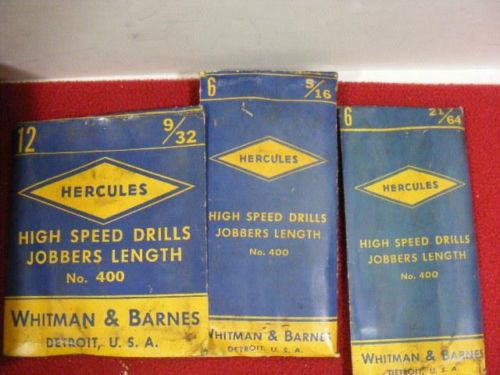 12 9/32
HERCULES
HIGH SPEED DRILLS
JOBBERS LENGTH
No. 400
WHITMAN & BARNES
DETROIT, U. S. A.
6 5/16
HERCULES
HIGH SPEED DRILLS
JOBBERS LENGTH
No. 400
WHITMAN & BARNES
DETROIT, U. S. A.
6 21/64
HERCULES
HIGH SPEED DRILLS
JOBBERS LENGTH
No. 400
WHITMAN & BARNES
DETROIT, U. S. A.